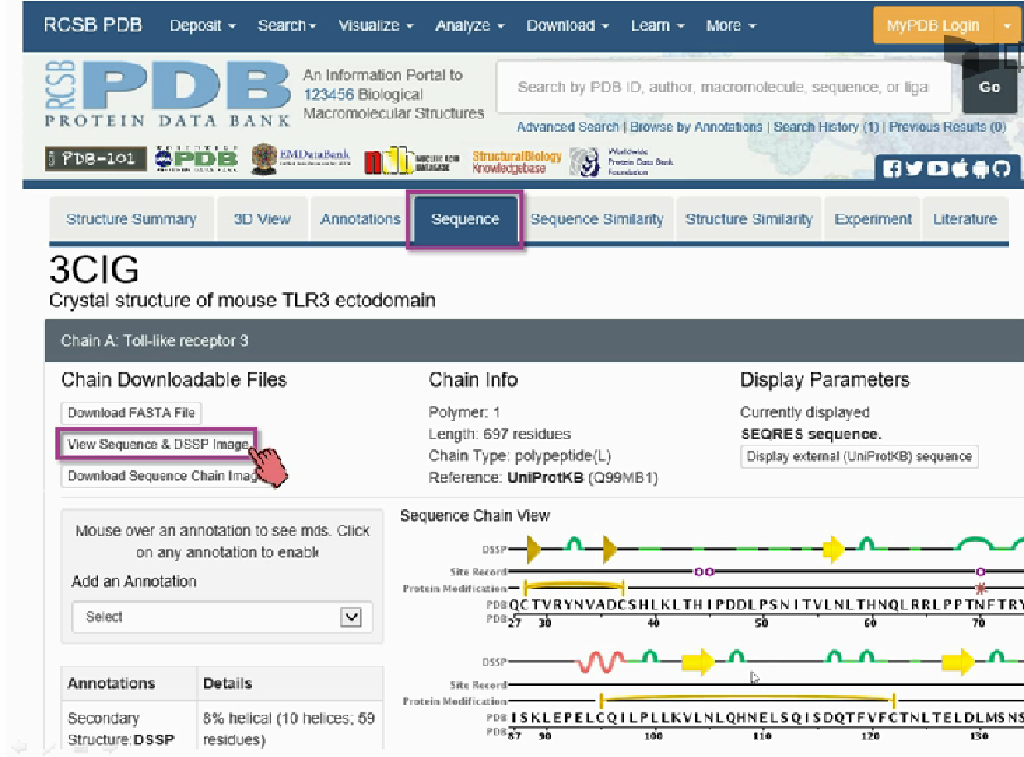 RCSB PDB Deposit Search Visualize Analyze Download Learn More MyPDB Login
RCSB PDB
PROTEIN DATA BANK
An Information Portal to
123456 Biological
Macromolecular Structures
Search by PDB ID, author, macromolecule, sequence, or liga
Go
Advanced Search | Browse by Annotations | Search History (1) | Previous Results (0)
PDB-101
PDB
EMDataBank
StructuralBiology
Knowledgebase
Worldwide
Protein Data Bank
Foundation
Structure Summary 3D View Annotations Sequence Sequence Similarity Structure Similarity Experiment Literature
3CIG
Crystal structure of mouse TLR3 ectodomain
Chain A: Toll-like receptor 3
Chain Downloadable Files
Download FASTA File
View Sequence & DSSP Image
Download Sequence Chain Imag
Chain Info
Polymer: 1
Length: 697 residues
Chain Type: polypeptide(L)
Reference: UniProtKB (Q99MB1)
Display Parameters
Currently displayed
SEQRES sequence.
Display external (UniProtKB) sequence
Mouse over an annotation to see mds. Click
on any annotation to enable
Add an Annotation
Select
Annotations Details
Secondary
Structure: DSSP
6% helical (10 helices; 59
residues)
Sequence Chain View
DSSP
Site Record
Protein Modification
PDB QCTVRYNVADCSHLKLTHIPDDLPSNITVLNLTHNQLRRLPPTNFTRY
PDB 27 30 40 50 60 70
DSSP
Site Record
Protein Modification
PDB ISKLEPELCQILPLLKVLNLQHNELSQISDQTFVFCTNLTELDLMSNS
PDB 87 90 100 110 120 130